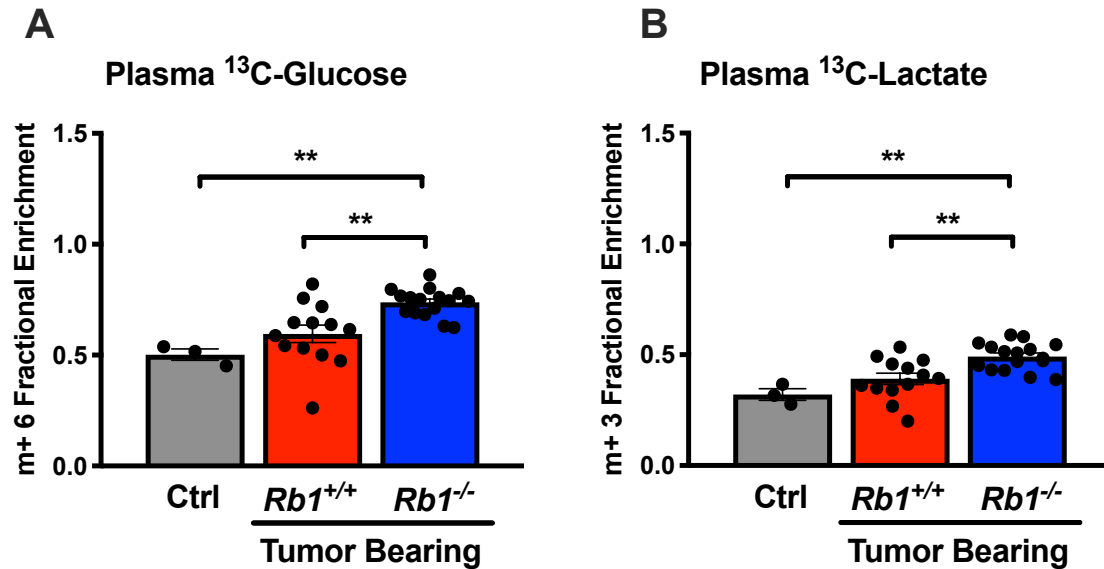 A
Plasma ¹³C-Glucose
m+ 6 Fractional Enrichment
1.5
1.0
0.5
0.0
**
**
Ctrl
Rb1⁺/⁺
Rb1⁻/⁻
Tumor Bearing
B
Plasma ¹³C-Lactate
m+ 3 Fractional Enrichment
1.5
1.0
0.5
0.0
**
**
Ctrl
Rb1⁺/⁺
Rb1⁻/⁻
Tumor Bearing